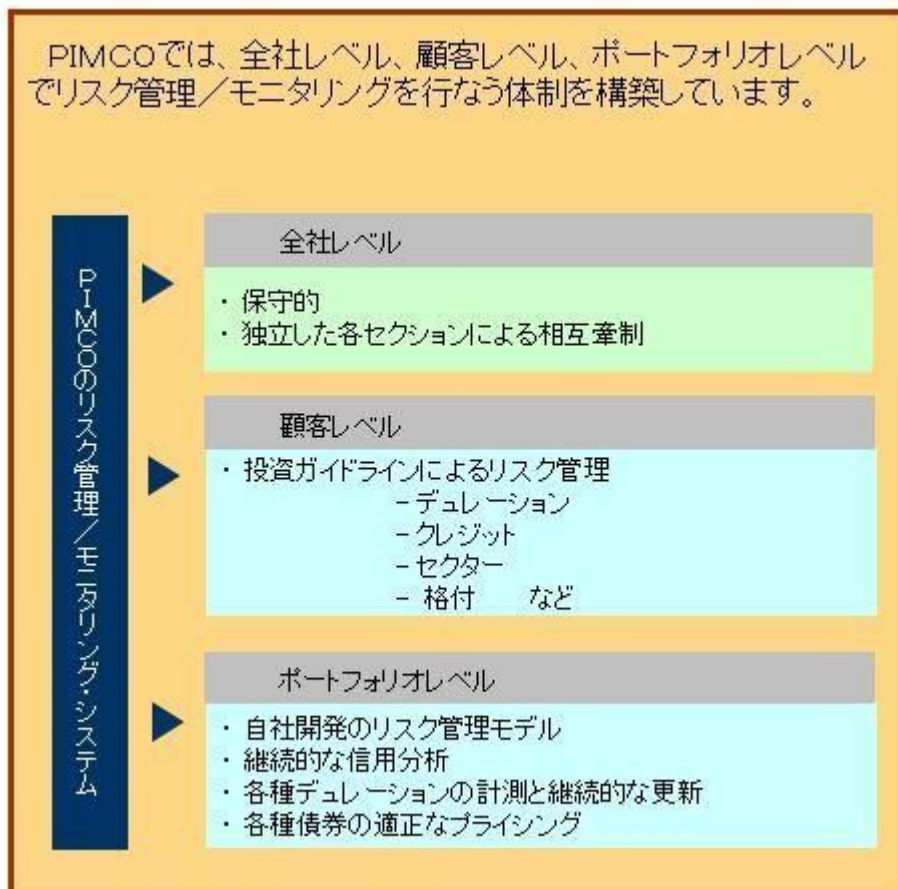 PIMCOでは、全社レベル、顧客レベル、ポートフォリオレベル
でリスク管理／モニタリングを行なう体制を構築しています。
PIMCOのリスク管理／モニタリング・システム
全社レベル
・ 保守的
・ 独立した各セクションによる相互牽制
顧客レベル
・ 投資ガイドラインによるリスク管理
－デュレーション
－クレジット
－セクター
－ 格付　　など
ポートフォリオレベル
・ 自社開発のリスク管理モデル
・ 継続的な信用分析
・ 各種デュレーションの計測と継続的な更新
・ 各種債券の適正なプライシング